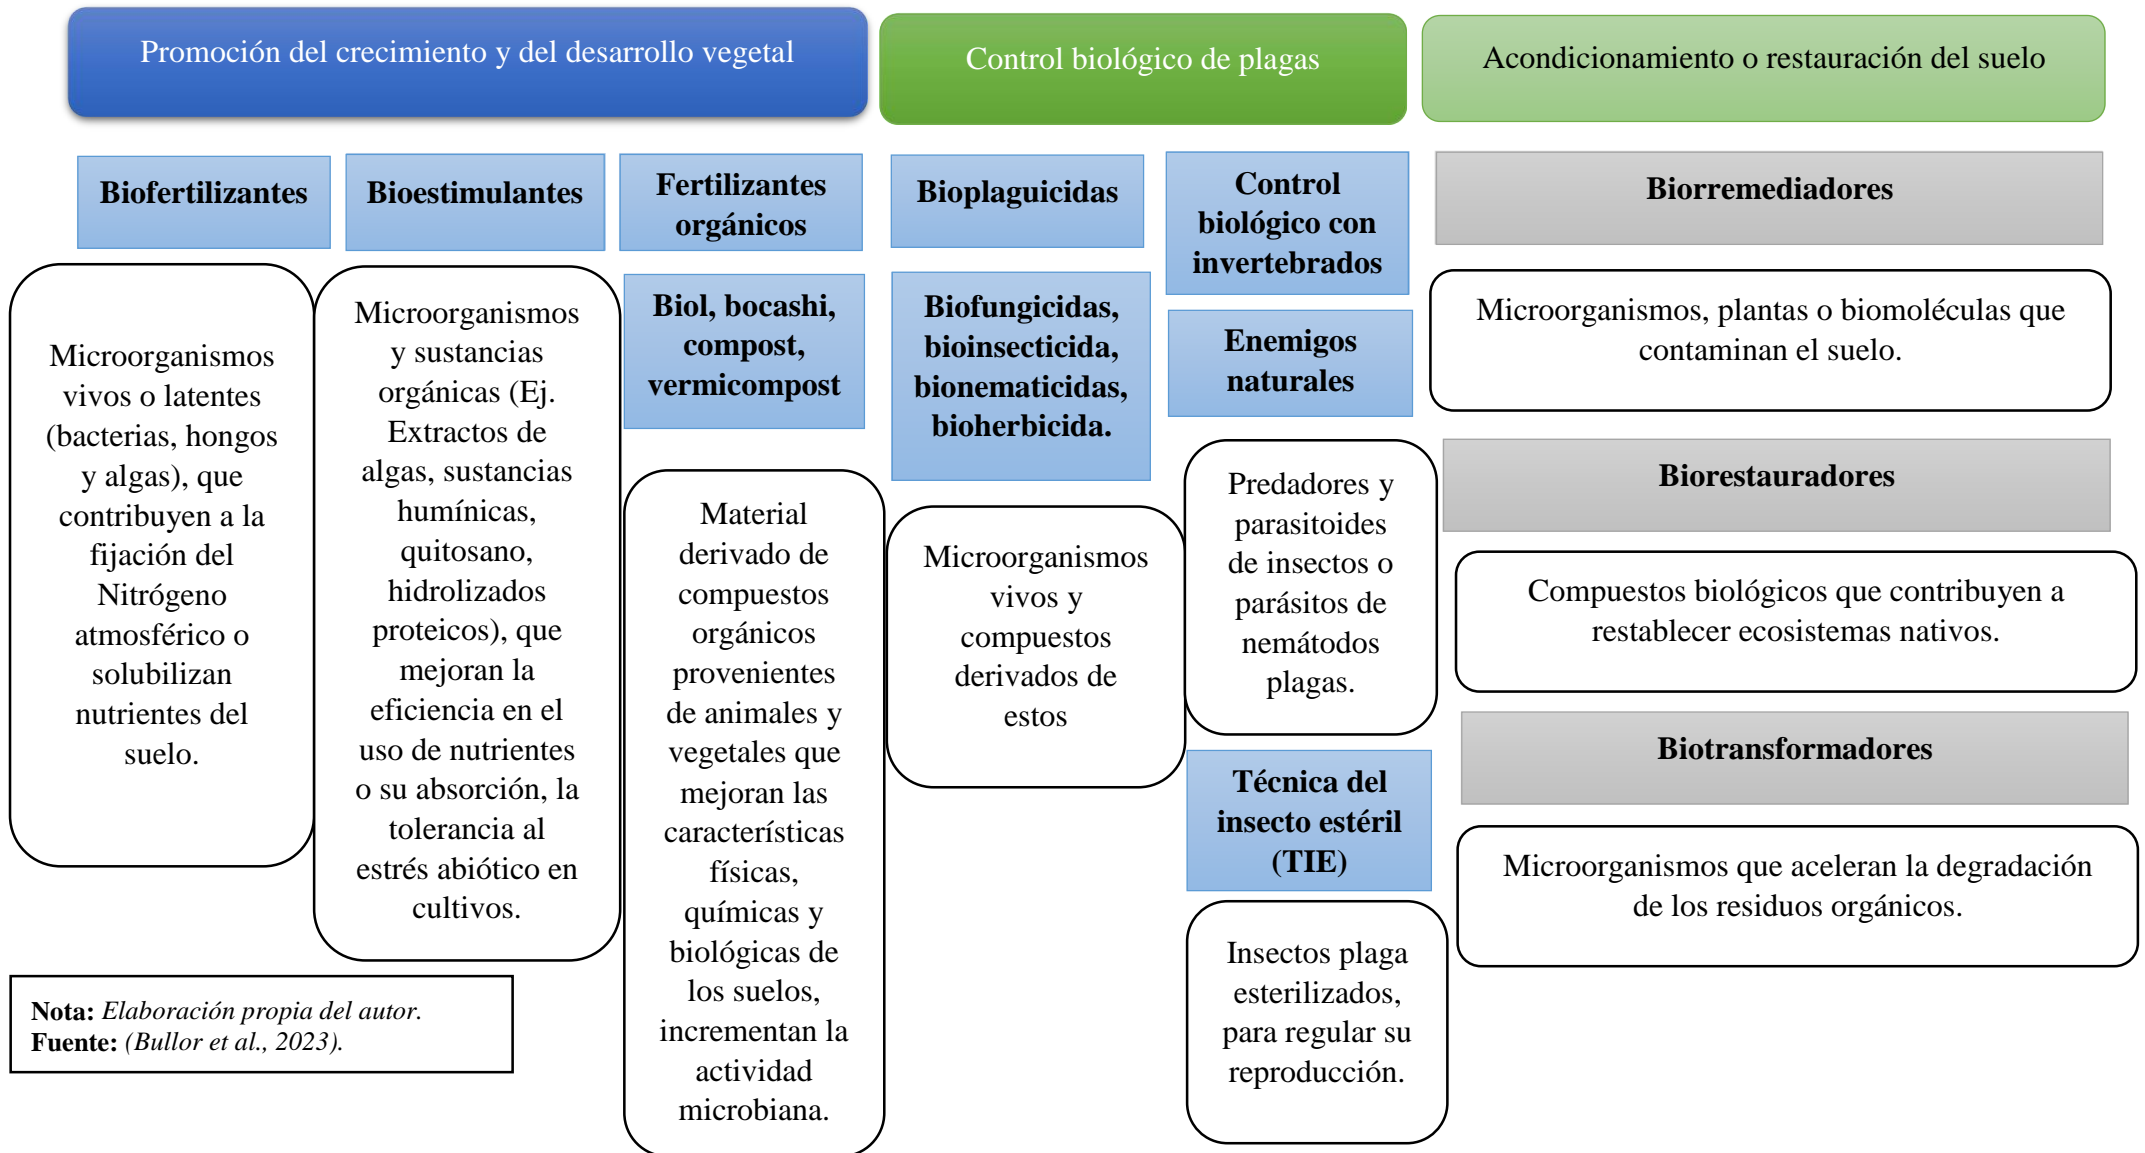 Promoción del crecimiento y del desarrollo vegetal
Control biológico de plagas
Acondicionamiento o restauración del suelo
Biofertilizantes
Microorganismos
vivos o latentes
(bacterias, hongos
y algas), que
contribuyen a la
fijación del
Nitrógeno
atmosférico o
solubilizan
nutrientes del
suelo.
Bioestimulantes
Microorganismos
y sustancias
orgánicas (Ej.
Extractos de
algas, sustancias
humínicas,
quitosano,
hidrolizados
proteicos), que
mejoran la
eficiencia en el
uso de nutrientes
o su absorción, la
tolerancia al
estrés abiótico en
cultivos.
Fertilizantes
orgánicos
Biol, bocashi,
compost,
vermicompost
Material
derivado de
compuestos
orgánicos
provenientes
de animales y
vegetales que
mejoran las
características
físicas,
químicas y
biológicas de
los suelos,
incrementan la
actividad
microbiana.
Bioplaguicidas
Biofungicidas,
bioinsecticida,
bionematicidas,
bioherbicida.
Microorganismos
vivos y
compuestos
derivados de
estos
Control
biológico con
invertebrados
Enemigos
naturales
Predadores y
parasitoides
de insectos o
parásitos de
nemátodos
plagas.
Técnica del
insecto estéril
(TIE)
Insectos plaga
esterilizados,
para regular su
reproducción.
Biorremediadores
Microorganismos, plantas o biomoléculas que
contaminan el suelo.
Biorestauradores
Compuestos biológicos que contribuyen a
restablecer ecosistemas nativos.
Biotransformadores
Microorganismos que aceleran la degradación
de los residuos orgánicos.
Nota: Elaboración propia del autor.
Fuente: (Bullor et al., 2023).